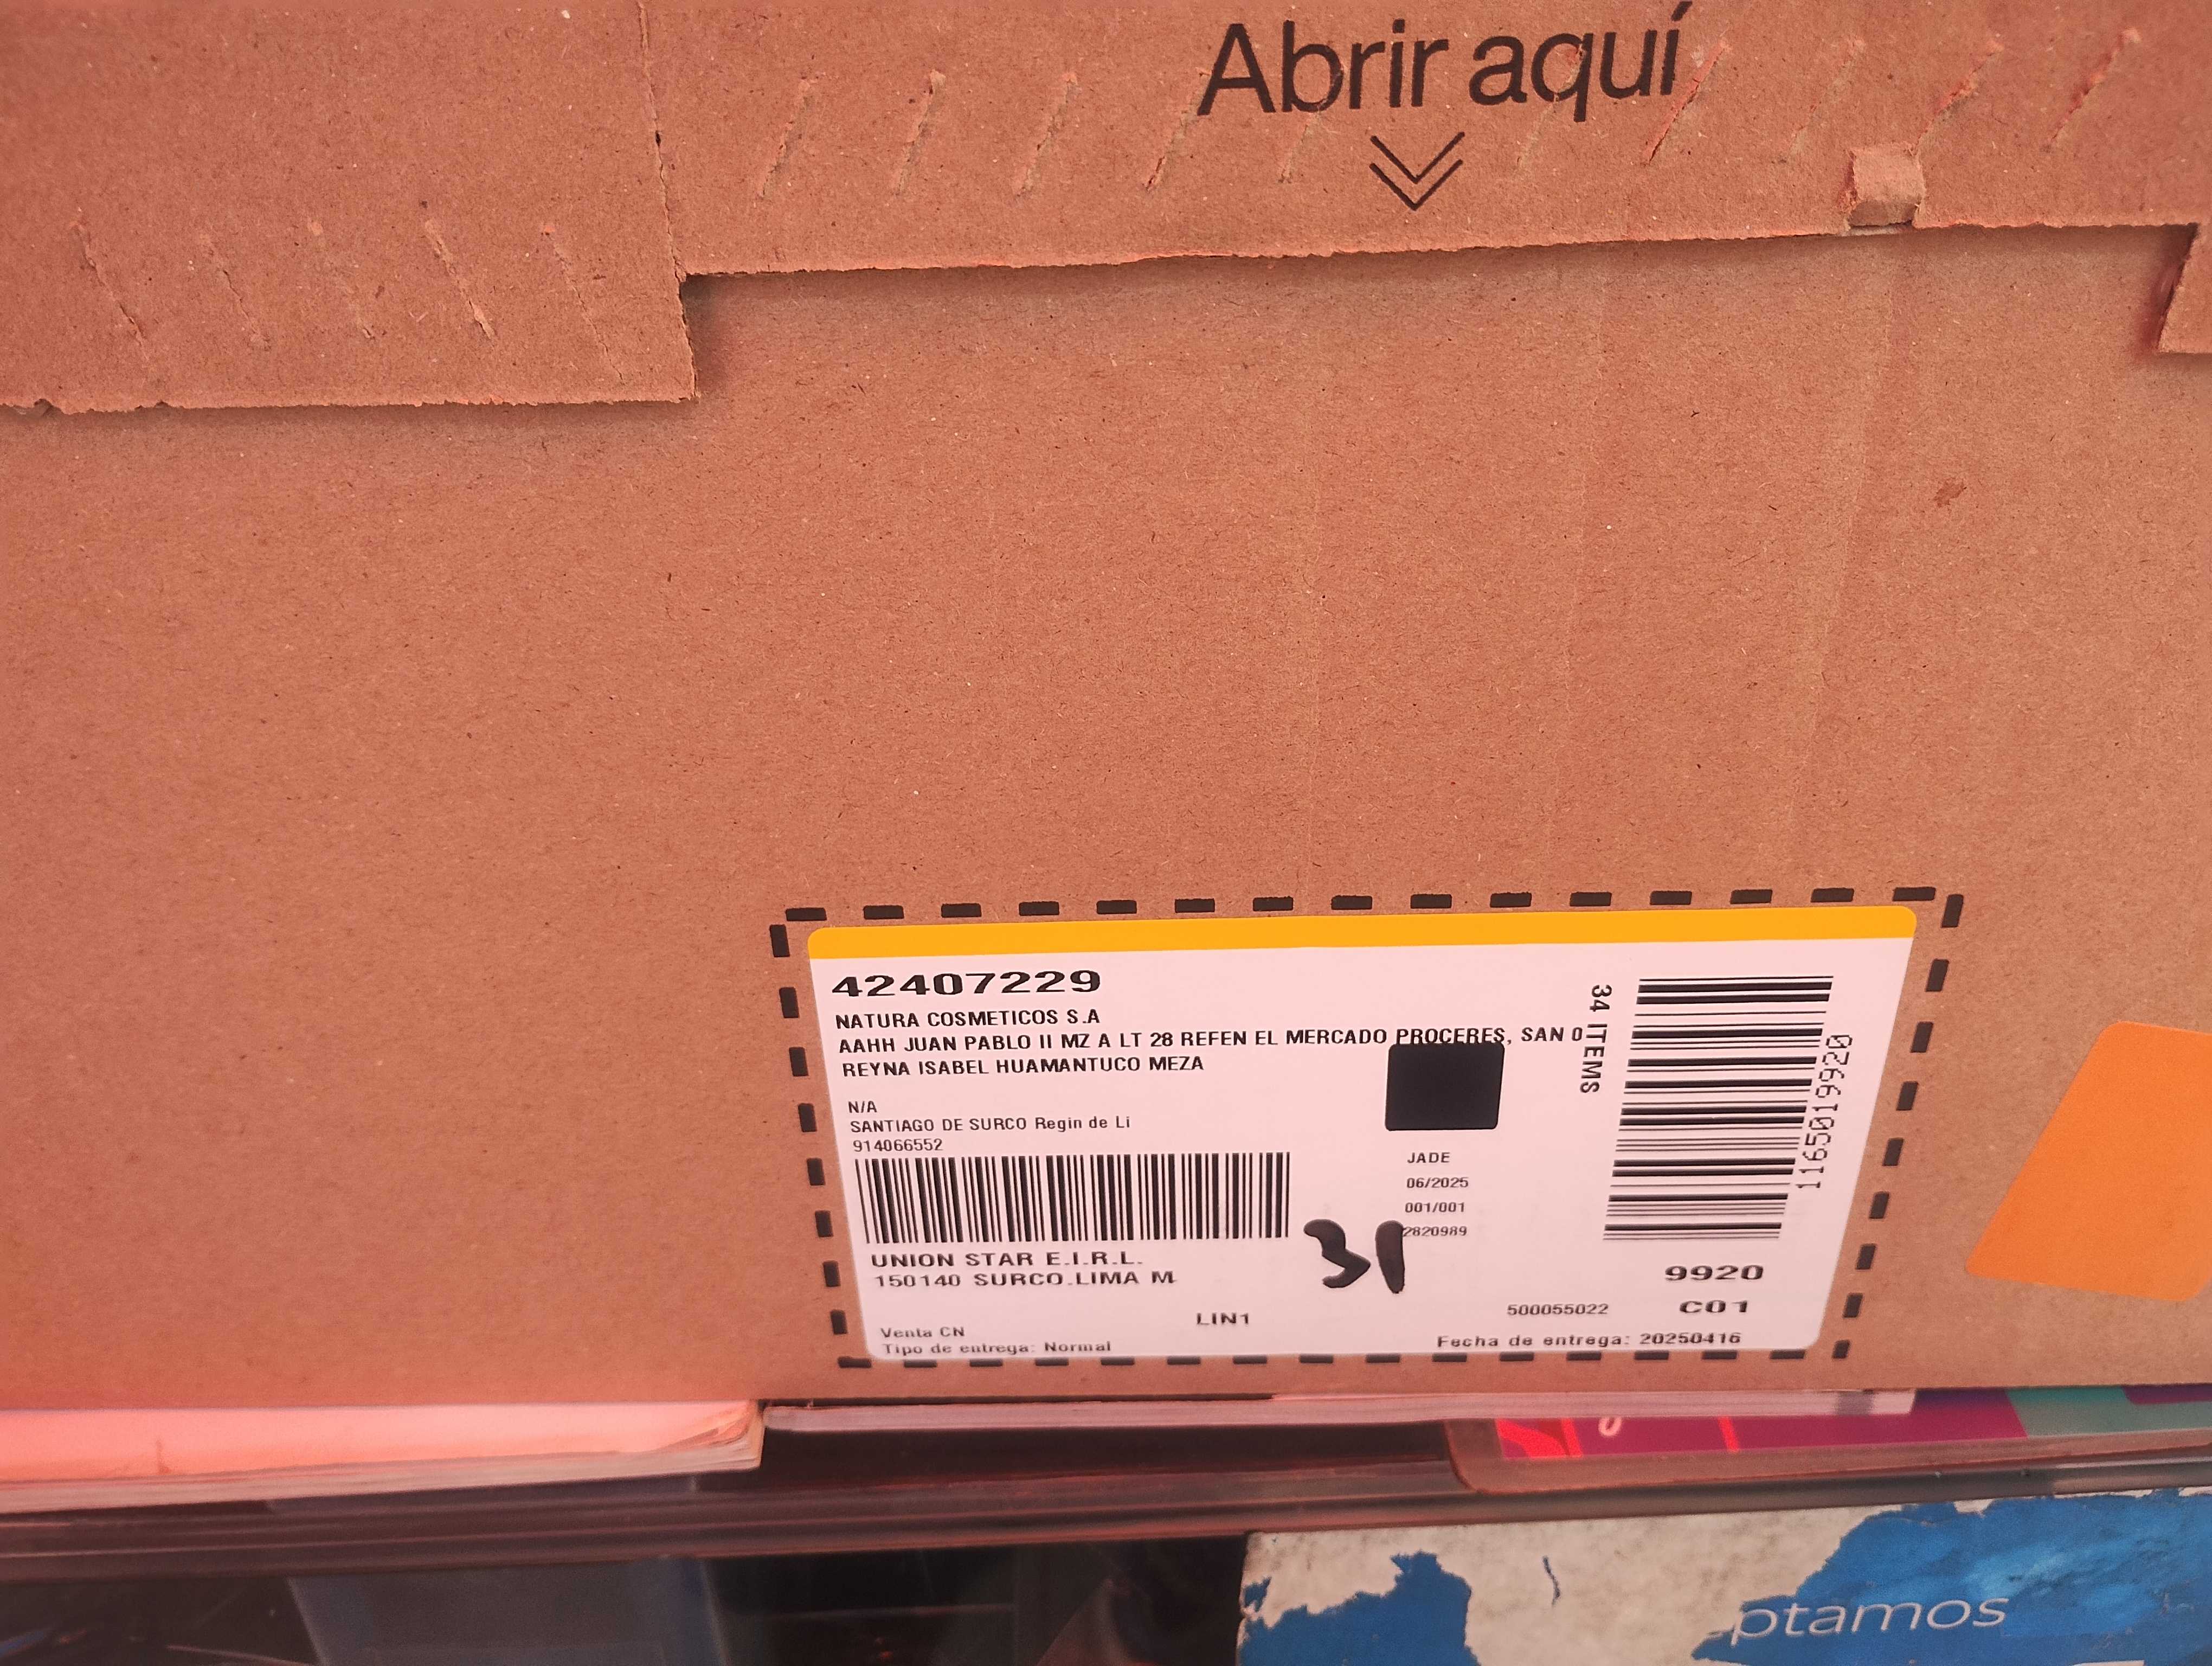 Abrir aquí
42407229
NATURA COSMETICOS S.A
AAHH JUAN PABLO II MZ A LT 28 REFEN EL MERCADO PROCERES, SAN 0
REYNA ISABEL HUAMANTUCO MEZA
N/A
SANTIAGO DE SURCO Regin de Li
914066552
34 ITEMS
11650199920
JADE
06/2025
001/001
2820989
31
UNION STAR E.I.R.L.
150140 SURCO.LIMA M
9920
LIN1
500055022
C01
Venta CN
Tipo de entrega: Normal
Fecha de entrega: 20250416
ptamos